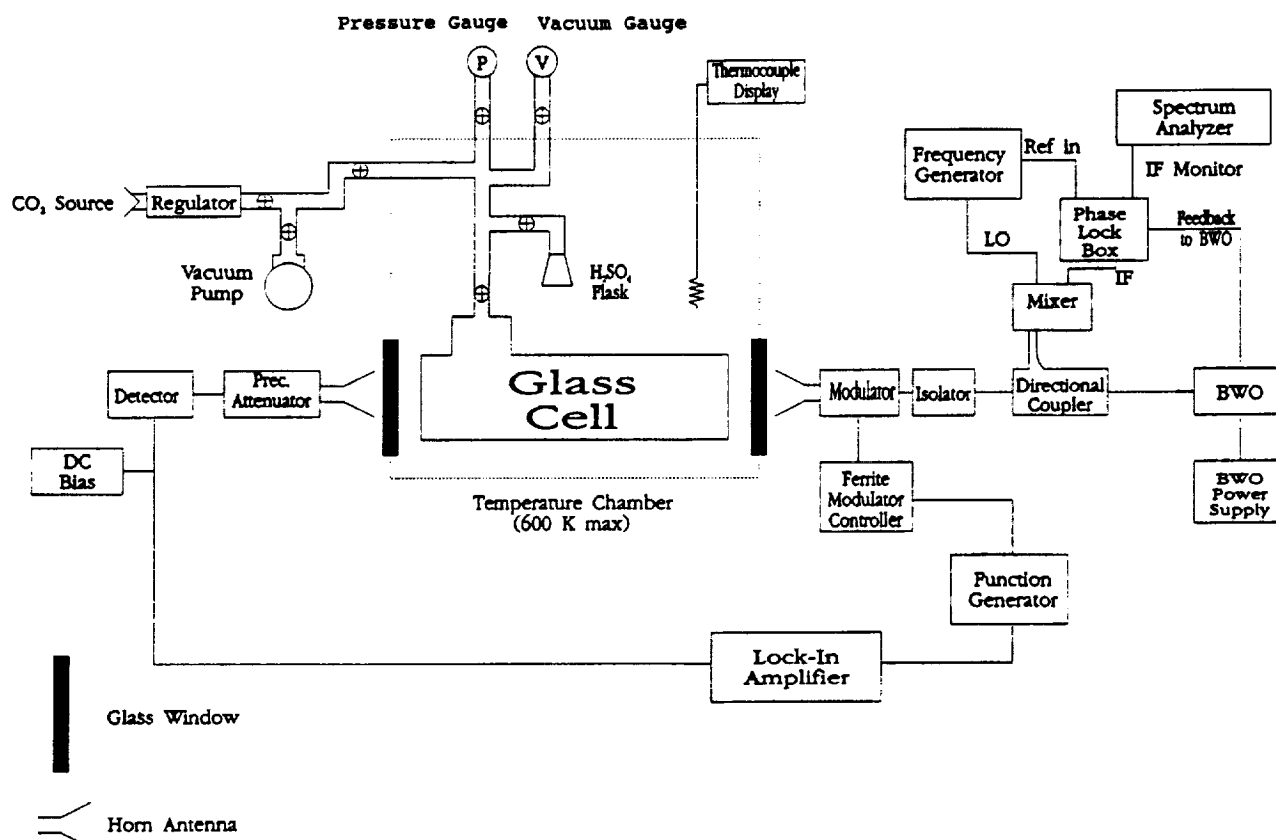 Pressure Gauge Vacuum Gauge
P
V
Thermocouple
Display
Spectrum
Analyzer
Frequency
Generator
Ref in
IF Monitor
CO₂ Source
Regulator
Phase
Lock
Box
Feedback
to BWO
LO
IF
Vacuum
Pump
H₂SO₄
Flask
Mixer
Detector
Prec.
Attenuator
Glass
Cell
Modulator
Isolator
Directional
Coupler
BWO
DC
Bias
Temperature Chamber
(600 K max)
Ferrite
Modulator
Controller
BWO
Power
Supply
Function
Generator
Lock-In
Amplifier
Glass Window
Horn Antenna